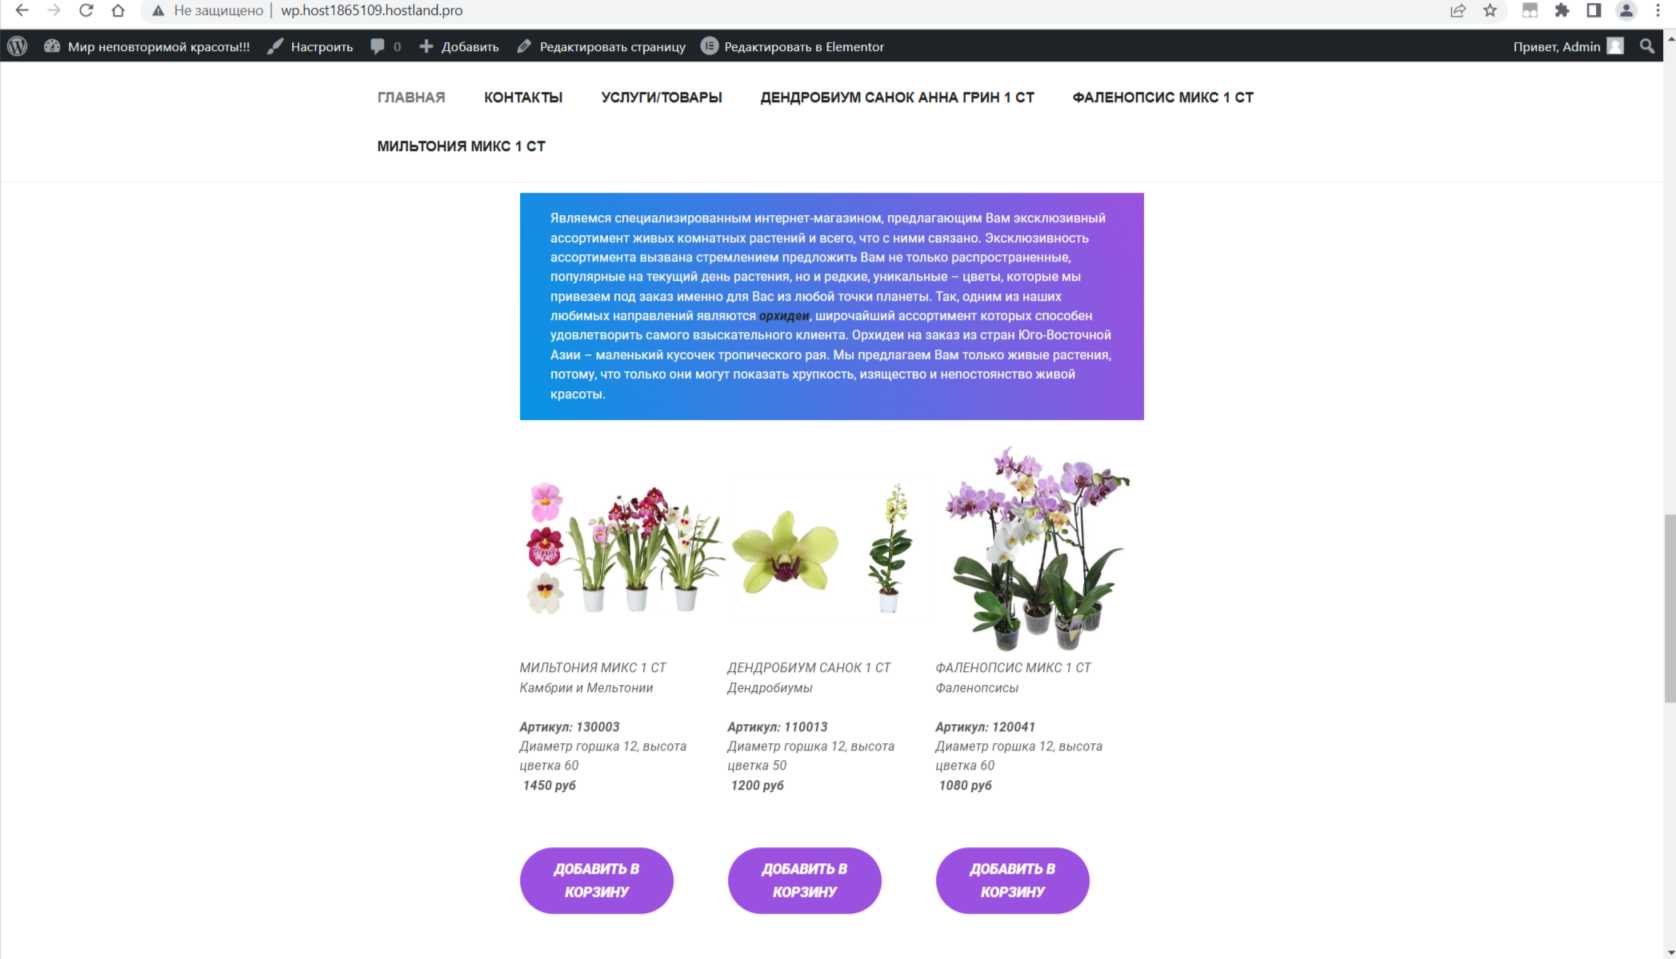 Не защищено | wp.host1865109.hostland.pro
Мир неповторимой красоты!!! Настроить 0 Добавить Редактировать страницу Редактировать в Elementor Привет, Admin
ГЛАВНАЯ КОНТАКТЫ УСЛУГИ/ТОВАРЫ ДЕНДРОБИУМ САНОК АННА ГРИН 1 СТ ФАЛЕНОПСИС МИКС 1 СТ
МИЛЬТОНИЯ МИКС 1 СТ
Являемся специализированным интернет-магазином, предлагающим Вам эксклюзивный
ассортимент живых комнатных растений и всего, что с ними связано. Эксклюзивность
ассортимента вызвана стремлением предложить Вам не только распространенные,
популярные на текущий день растения, но и редкие, уникальные – цветы, которые мы
привезем под заказ именно для Вас из любой точки планеты. Так, одним из наших
любимых направлений являются орхидеи, широчайший ассортимент которых способен
удовлетворить самого взыскательного клиента. Орхидеи на заказ из стран Юго-Восточной
Азии – маленький кусочек тропического рая. Мы предлагаем Вам только живые растения,
потому, что только они могут показать хрупкость, изящество и непостоянство живой
красоты.
МИЛЬТОНИЯ МИКС 1 СТ
Камбрии и Мельтонии
Артикул: 130003
Диаметр горшка 12, высота
цветка 60
1450 руб
ДОБАВИТЬ В
КОРЗИНУ
ДЕНДРОБИУМ САНОК 1 СТ
Дендробиумы
Артикул: 110013
Диаметр горшка 12, высота
цветка 50
1200 руб
ДОБАВИТЬ В
КОРЗИНУ
ФАЛЕНОПСИС МИКС 1 СТ
Фаленопсисы
Артикул: 120041
Диаметр горшка 12, высота
цветка 60
1080 руб
ДОБАВИТЬ В
КОРЗИНУ